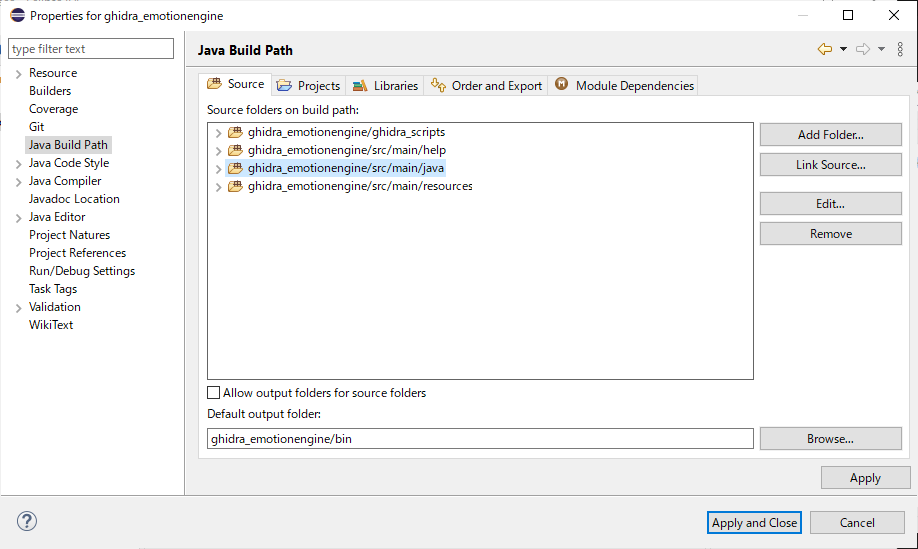 Properties for ghidra_emotionengine
type filter text
Resource
Builders
Coverage
Git
Java Build Path
Java Code Style
Java Compiler
Javadoc Location
Java Editor
Project Natures
Project References
Run/Debug Settings
Task Tags
Validation
WikiText
Java Build Path
Source
Projects
Libraries
Order and Export
M
Module Dependencies
Source folders on build path:
ghidra_emotionengine/ghidra_scripts
ghidra_emotionengine/src/main/help
ghidra_emotionengine/src/main/java
ghidra_emotionengine/src/main/resources
Add Folder...
Link Source...
Edit...
Remove
Allow output folders for source folders
Default output folder:
ghidra_emotionengine/bin
Browse...
Apply
?
Apply and Close
Cancel